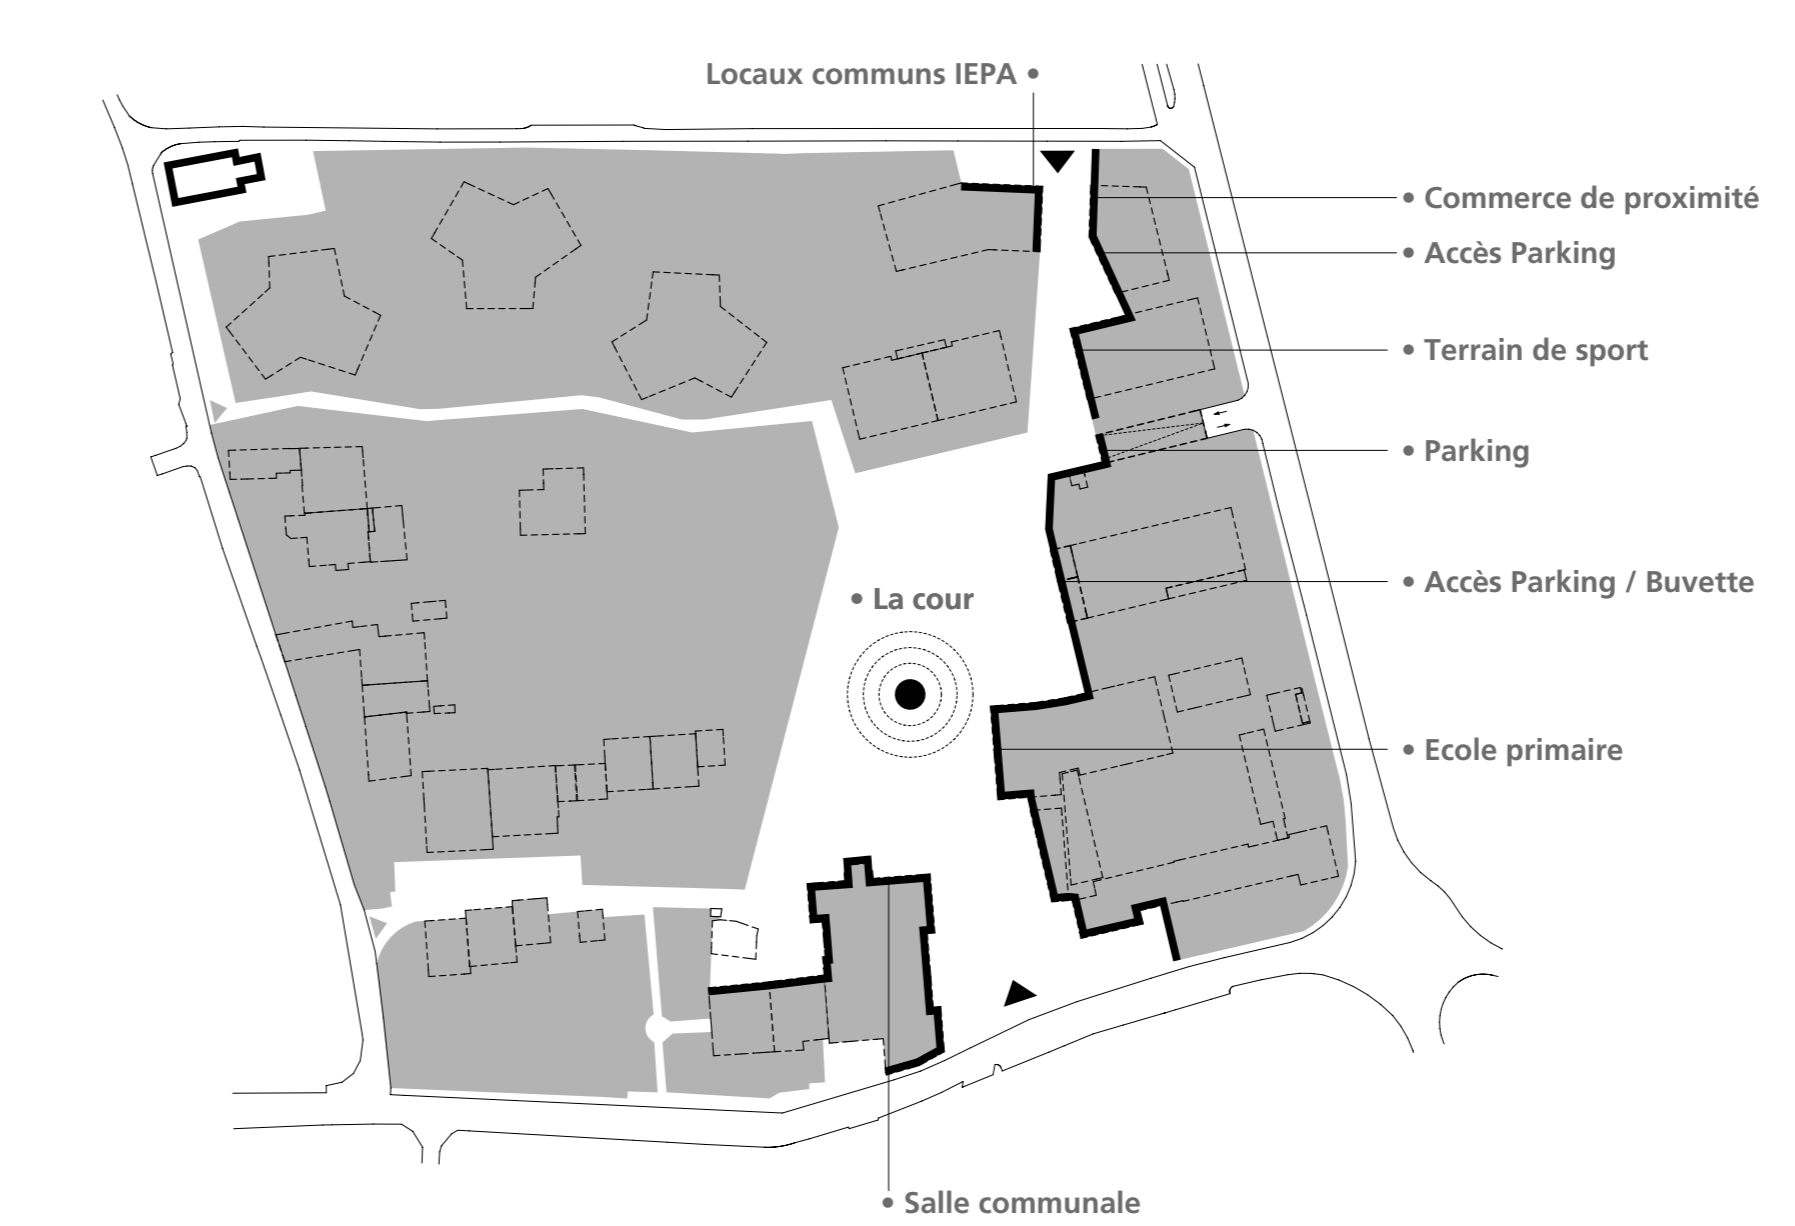 Locaux communs IEPA •
• Commerce de proximité
• Accès Parking
• Terrain de sport
• Parking
• Accès Parking / Buvette
• La cour
• Ecole primaire
• Salle communale